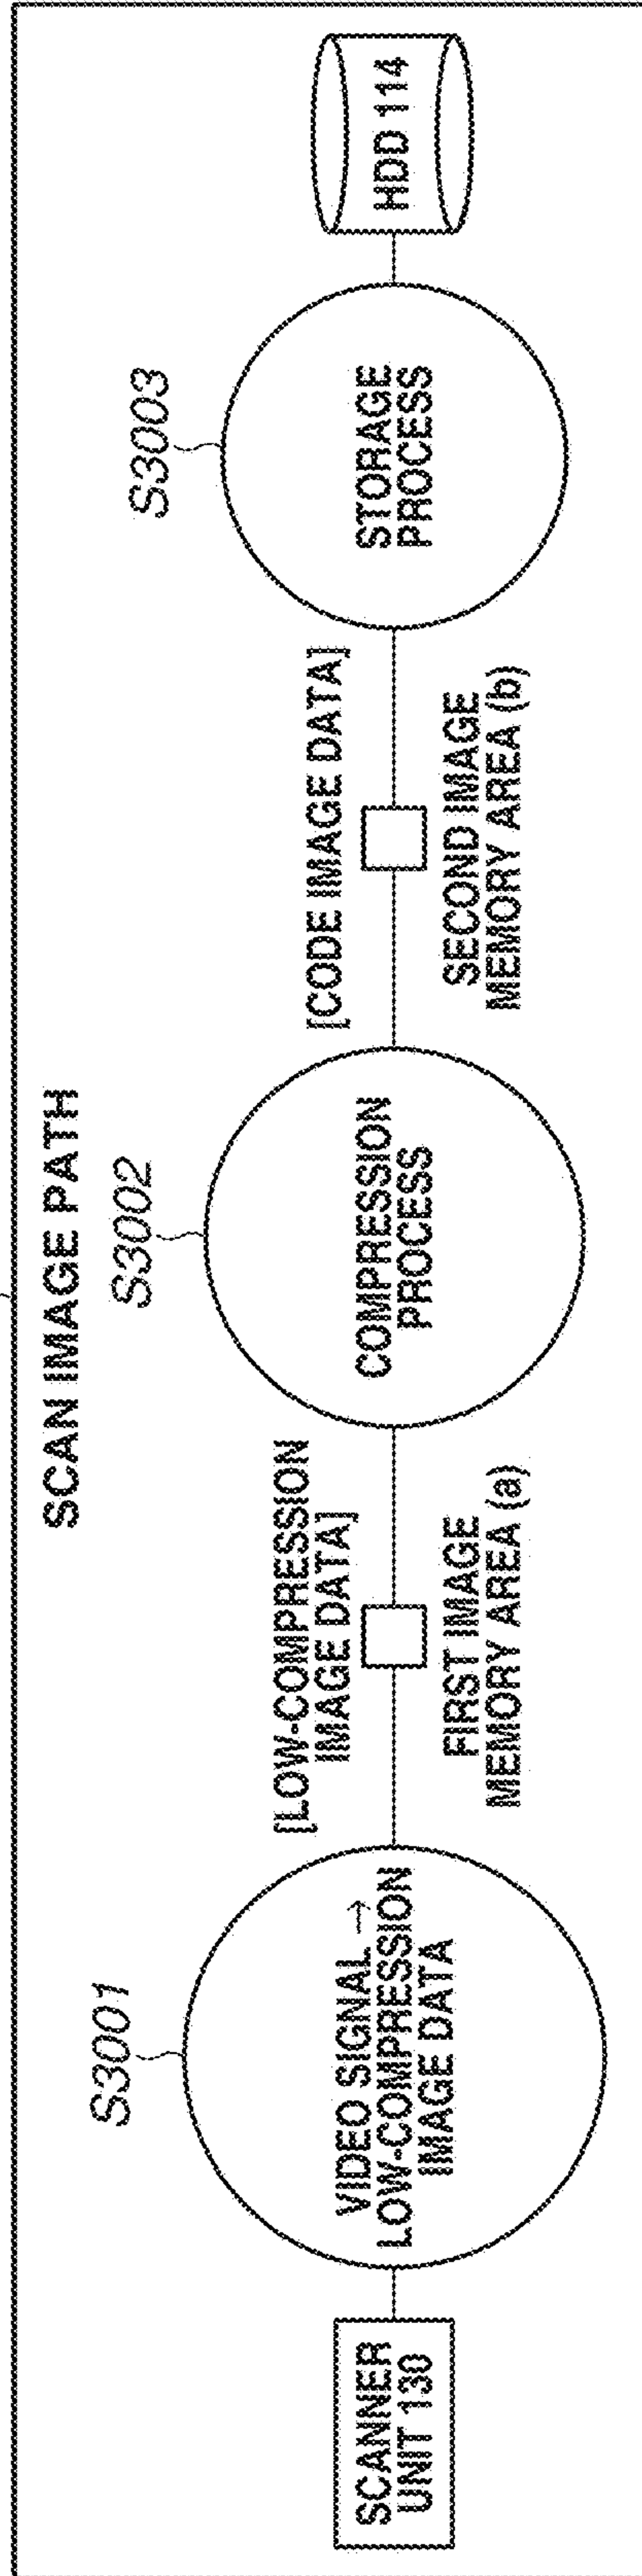 SCAN IMAGE PATH
SCANNER
UNIT 130
S3001
VIDEO SIGNAL →
LOW-COMPRESSION
IMAGE DATA
[LOW-COMPRESSION
IMAGE DATA]
FIRST IMAGE
MEMORY AREA (a)
S3002
COMPRESSION
PROCESS
[CODE IMAGE DATA]
SECOND IMAGE
MEMORY AREA (b)
S3003
STORAGE
PROCESS
HDD 114